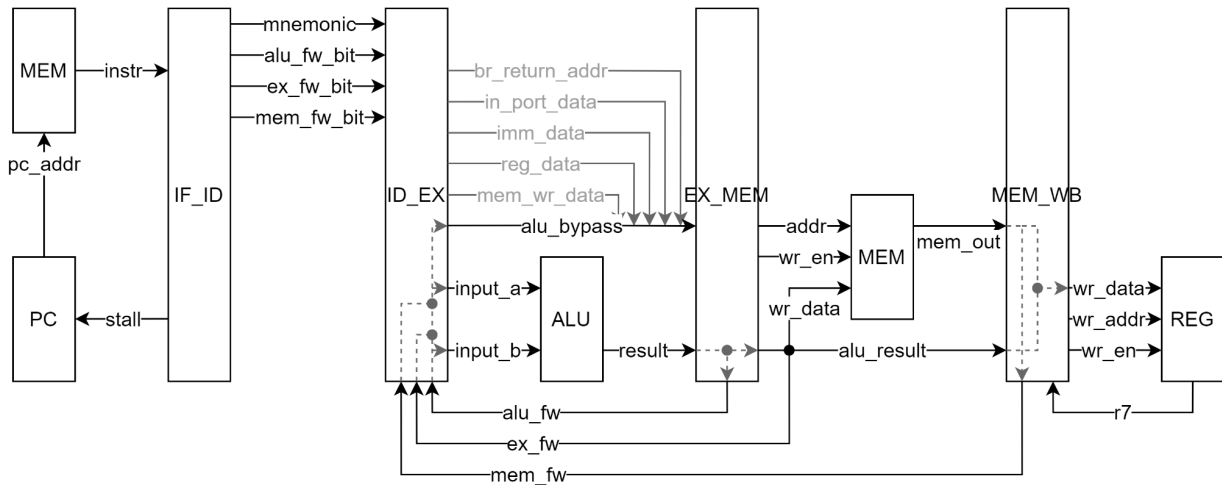 mnemonic
alu_fw_bit
ex_fw_bit
mem_fw_bit
MEM
instr
pc_addr
PC
stall
IF_ID
br_return_addr
in_port_data
imm_data
reg_data
mem_wr_data
ID_EX
alu_bypass
input_a
input_b
ALU
result
EX_MEM
addr
wr_en
wr_data
MEM
mem_out
alu_result
MEM_WB
wr_data
wr_addr
wr_en
REG
alu_fw
ex_fw
mem_fw
r7